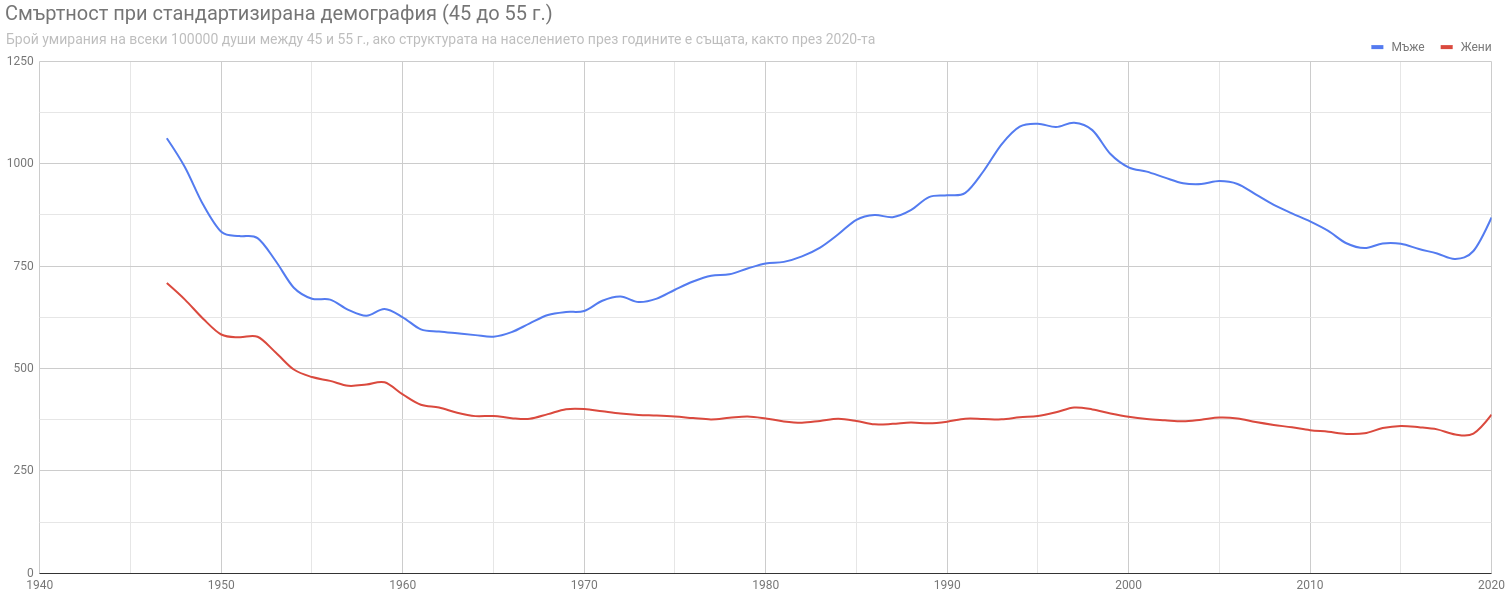 Смъртност при стандартизирана демография (45 до 55 г.)
Брой умирания на всеки 100000 души между 45 и 55 г., ако структурата на населението през годините е същата, както през 2020-та
Мъже Жени
1250
1000
750
500
250
0
1940 1950 1960 1970 1980 1990 2000 2010 2020